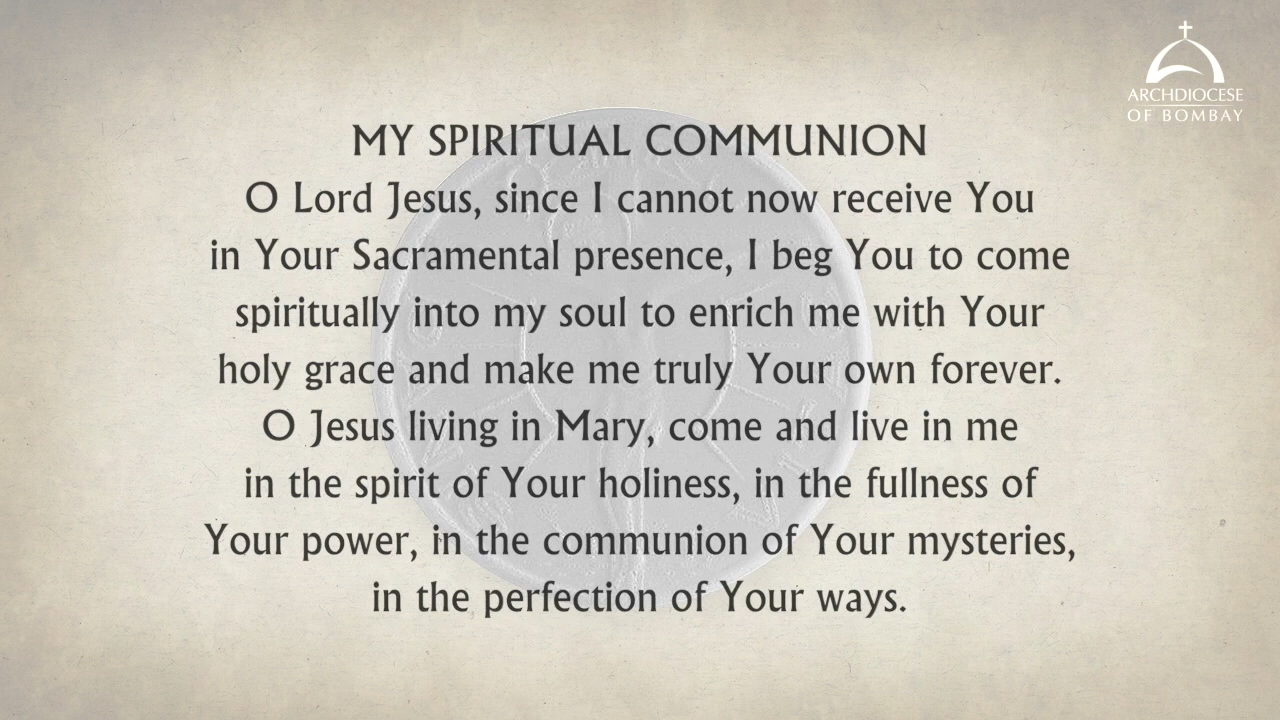 ARCHDIOCESE
OF BOMBAY
MY SPIRITUAL COMMUNION
O Lord Jesus, since I cannot now receive You
in Your Sacramental presence, I beg You to come
spiritually into my soul to enrich me with Your
holy grace and make me truly Your own forever.
O Jesus living in Mary, come and live in me
in the spirit of Your holiness, in the fullness of
Your power, in the communion of Your mysteries,
in the perfection of Your ways.